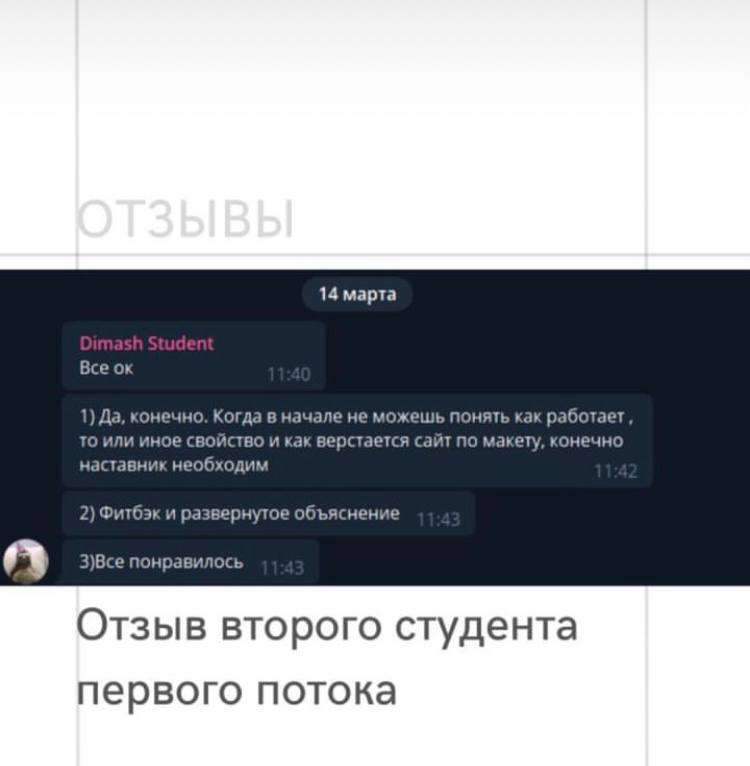 ОТЗЫВЫ
14 марта
Dimash Student
Все ок
11:40
1) Да, конечно. Когда в начале не можешь понять как работает ,
то или иное свойство и как верстается сайт по макету, конечно
наставник необходим
11:42
2) Фитбэк и развернутое объяснение 11:43
3)Все понравилось 11:43
Отзыв второго студента
первого потока